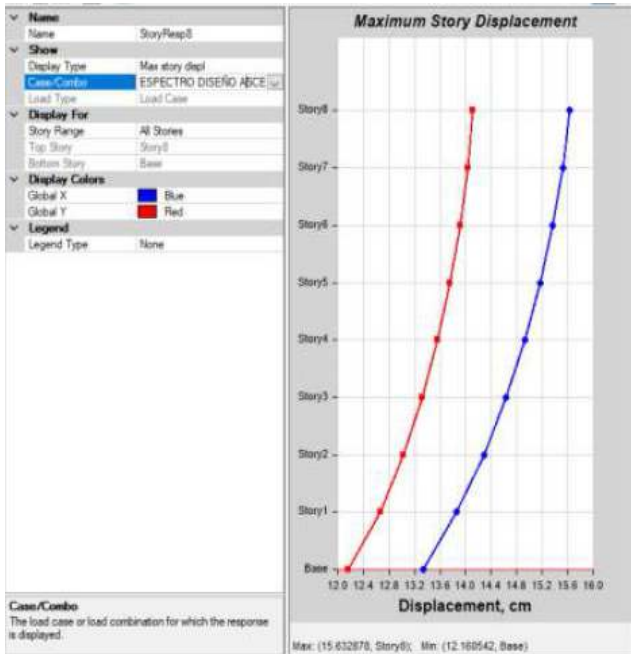 Name
Name StoryResp8
Show
Display Type Max story displ
Case/Combo ESPECTRO DISEÑO ASCE
Load Type Load Case
Display For
Story Range All Stories
Top Story Story8
Bottom Story Base
Display Colors
Global X Blue
Global Y Red
Legend
Legend Type None
Case/Combo
The load case or load combination for which the response
is displayed.
Maximum Story Displacement
Story8
Story7
Story6
Story5
Story4
Story3
Story2
Story1
Base
12.0 12.4 12.8 13.2 13.6 14.0 14.4 14.8 15.2 15.6 16.0
Displacement, cm
Max: (15.632878, Story8); Min: (12.160542, Base)